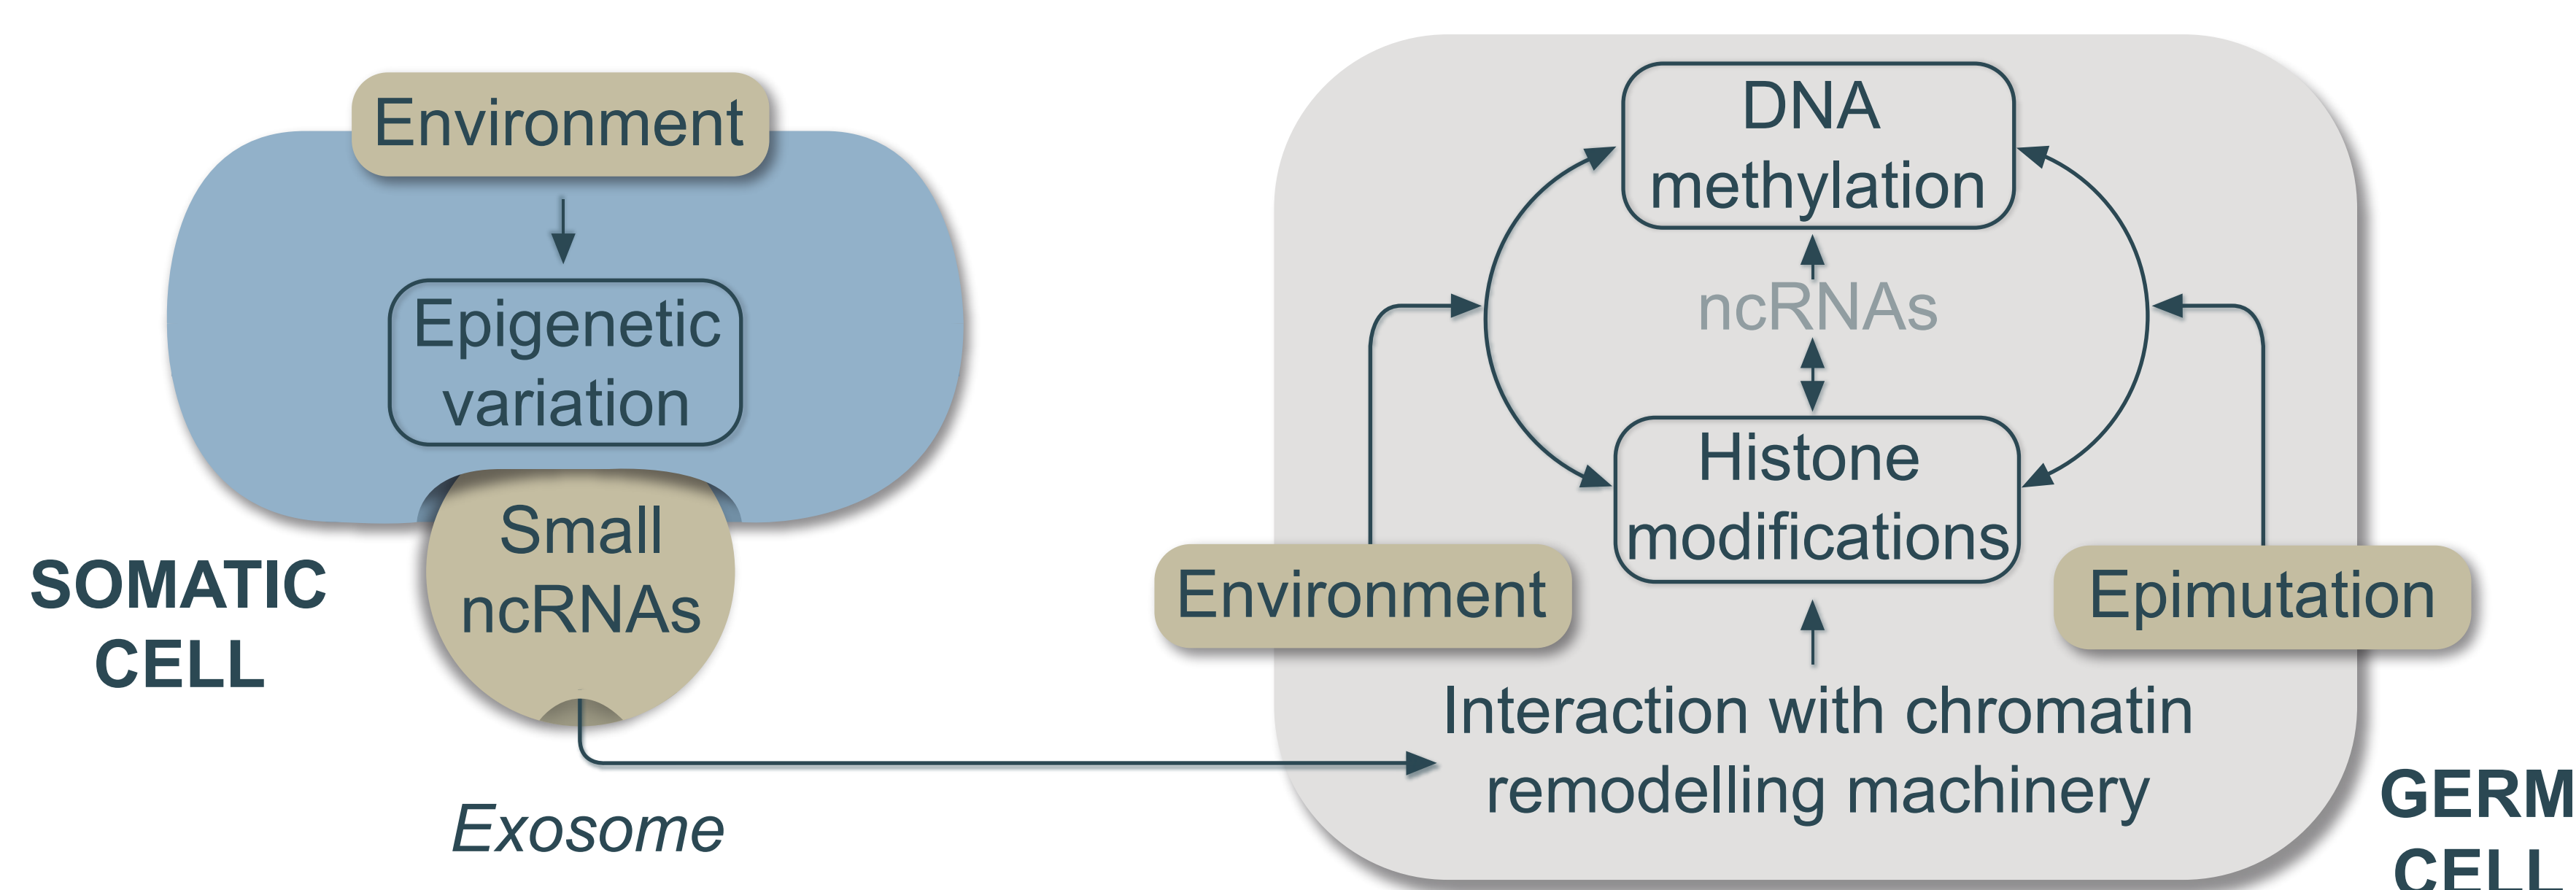 Environment
Epigenetic
variation
Small
ncRNAs
SOMATIC
CELL
Exosome
DNA
methylation
ncRNAs
Histone
modifications
Environment
Epimutation
Interaction with chromatin
remodelling machinery
GERM
CELL